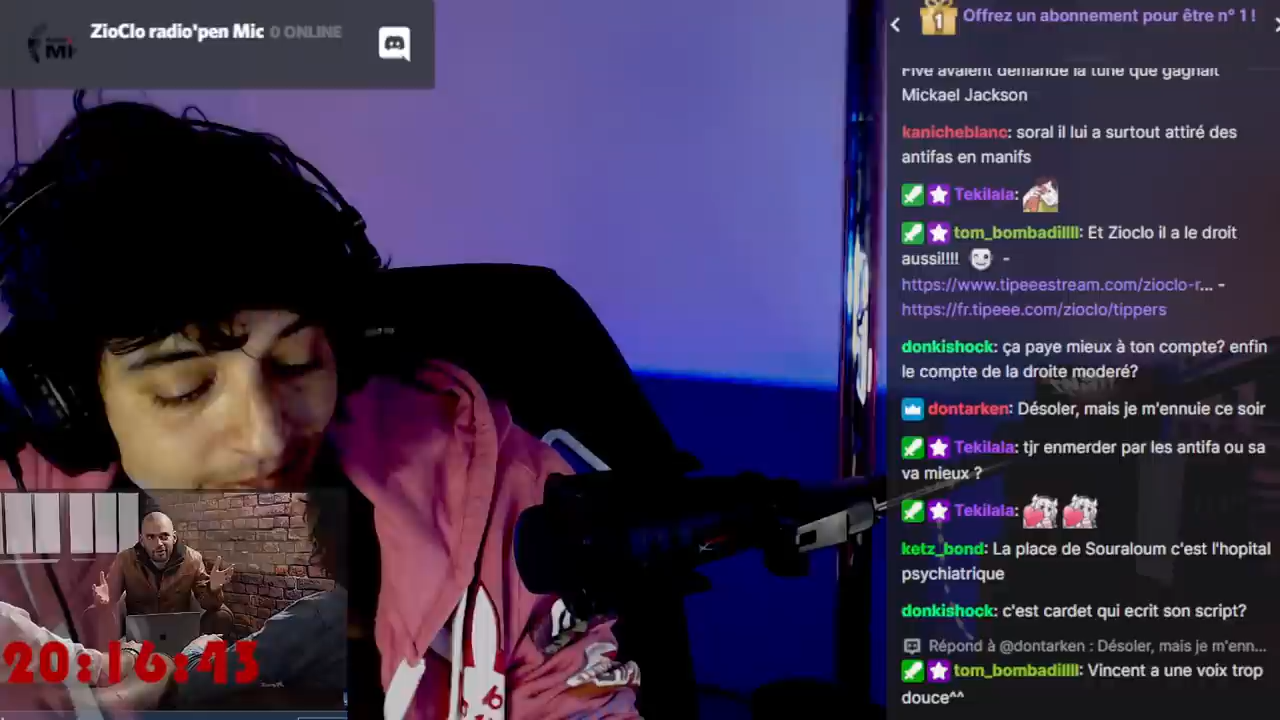 ZioClo radio'pen Mic 0 ONLINE
MI
20:16:43
6
1 Offrez un abonnement pour être n° 1 !
Five avaient demandé la tune que gagnait
Mickael Jackson
kanicheblanc: soral il lui a surtout attiré des
antifas en manifs
Tekilala:
tom_bombadillll: Et Zioclo il a le droit
aussi!!!! -
https://www.tipeeestream.com/zioclo-r... -
https://fr.tipeee.com/zioclo/tippers
donkishock: ça paye mieux à ton compte? enfin
le compte de la droite moderé?
dontarken: Désoler, mais je m'ennuie ce soir
Tekilala: tjr enmerder par les antifa ou sa
va mieux ?
Tekilala:
ketz_bond: La place de Souraloum c'est l'hopital
psychiatrique
donkishock: c'est cardet qui ecrit son script?
Répond à @dontarken : Désoler, mais je m'enn...
tom_bombadillll: Vincent a une voix trop
douce^^